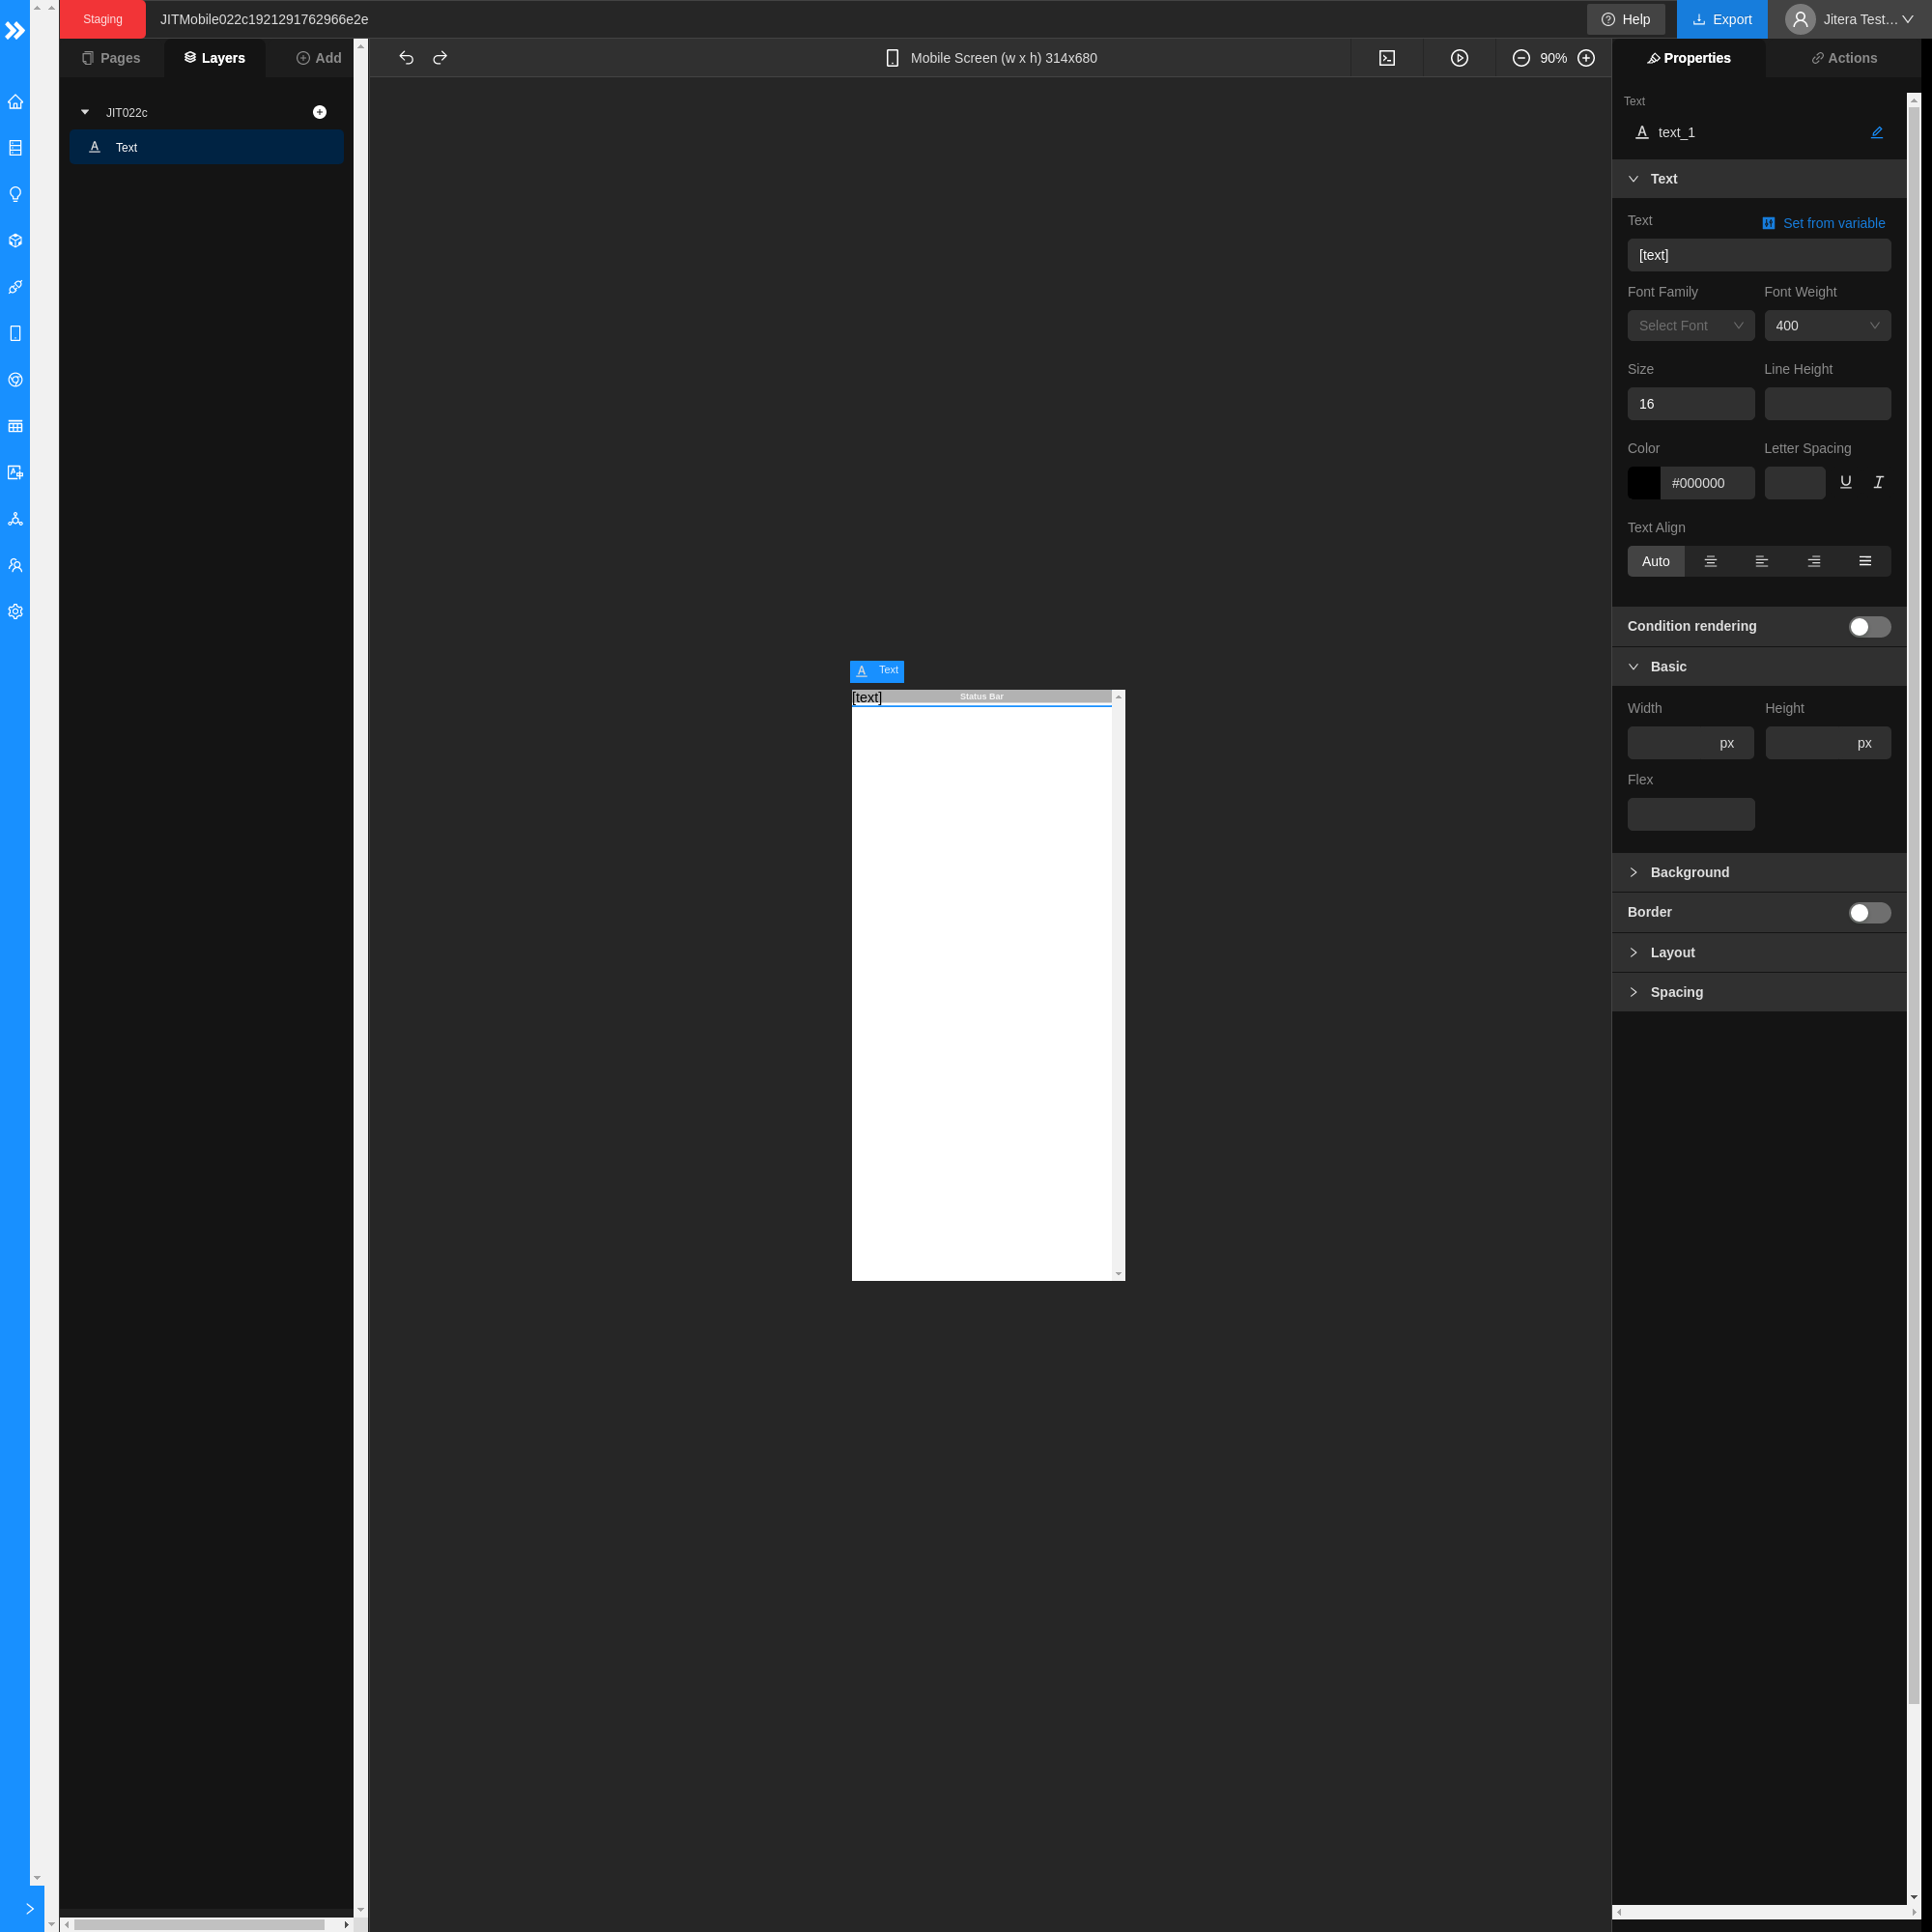 Staging
JITMobile022c1921291762966e2e
Help
Export
Jitera Test...
Pages
Layers
Add
Mobile Screen (w x h) 314x680
90%
Properties
Actions
JIT022c
Text
Text
text_1
Text
Text
Set from variable
[text]
Font Family
Font Weight
Select Font
400
Size
Line Height
16
Color
Letter Spacing
#000000
Text Align
Auto
Condition rendering
Basic
Width
Height
px
px
Flex
Background
Border
Layout
Spacing
Text
[text]
Status Bar